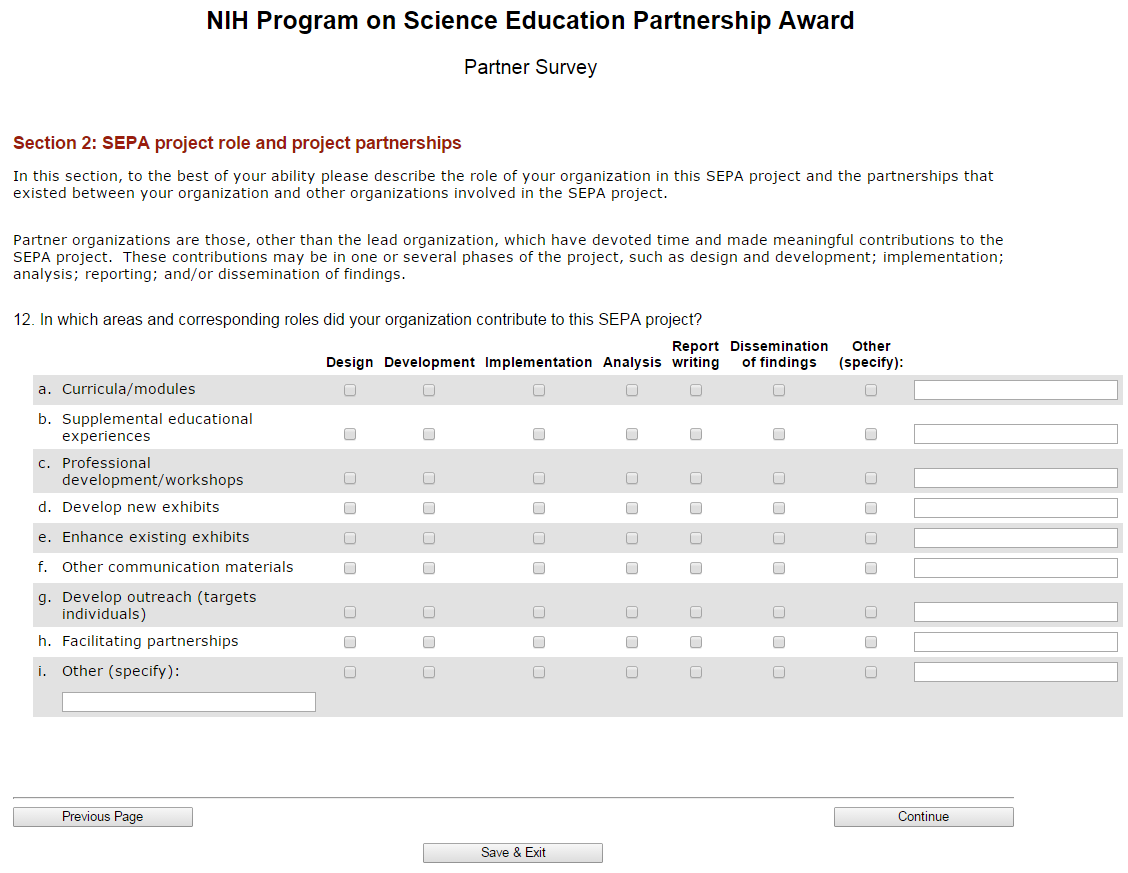 NIH Program on Science Education Partnership Award
Partner Survey
Section 2: SEPA project role and project partnerships
In this section, to the best of your ability please describe the role of your organization in this SEPA project and the partnerships that
existed between your organization and other organizations involved in the SEPA project.
Partner organizations are those, other than the lead organization, which have devoted time and made meaningful contributions to the
SEPA project.  These contributions may be in one or several phases of the project, such as design and development; implementation;
analysis; reporting; and/or dissemination of findings.
12. In which areas and corresponding roles did your organization contribute to this SEPA project?
Report Dissemination Other
Design Development Implementation Analysis writing of findings (specify):
a. Curricula/modules
b. Supplemental educational
experiences
c. Professional
development/workshops
d. Develop new exhibits
e. Enhance existing exhibits
f. Other communication materials
g. Develop outreach (targets
individuals)
h. Facilitating partnerships
i. Other (specify):
Previous Page Continue
Save & Exit